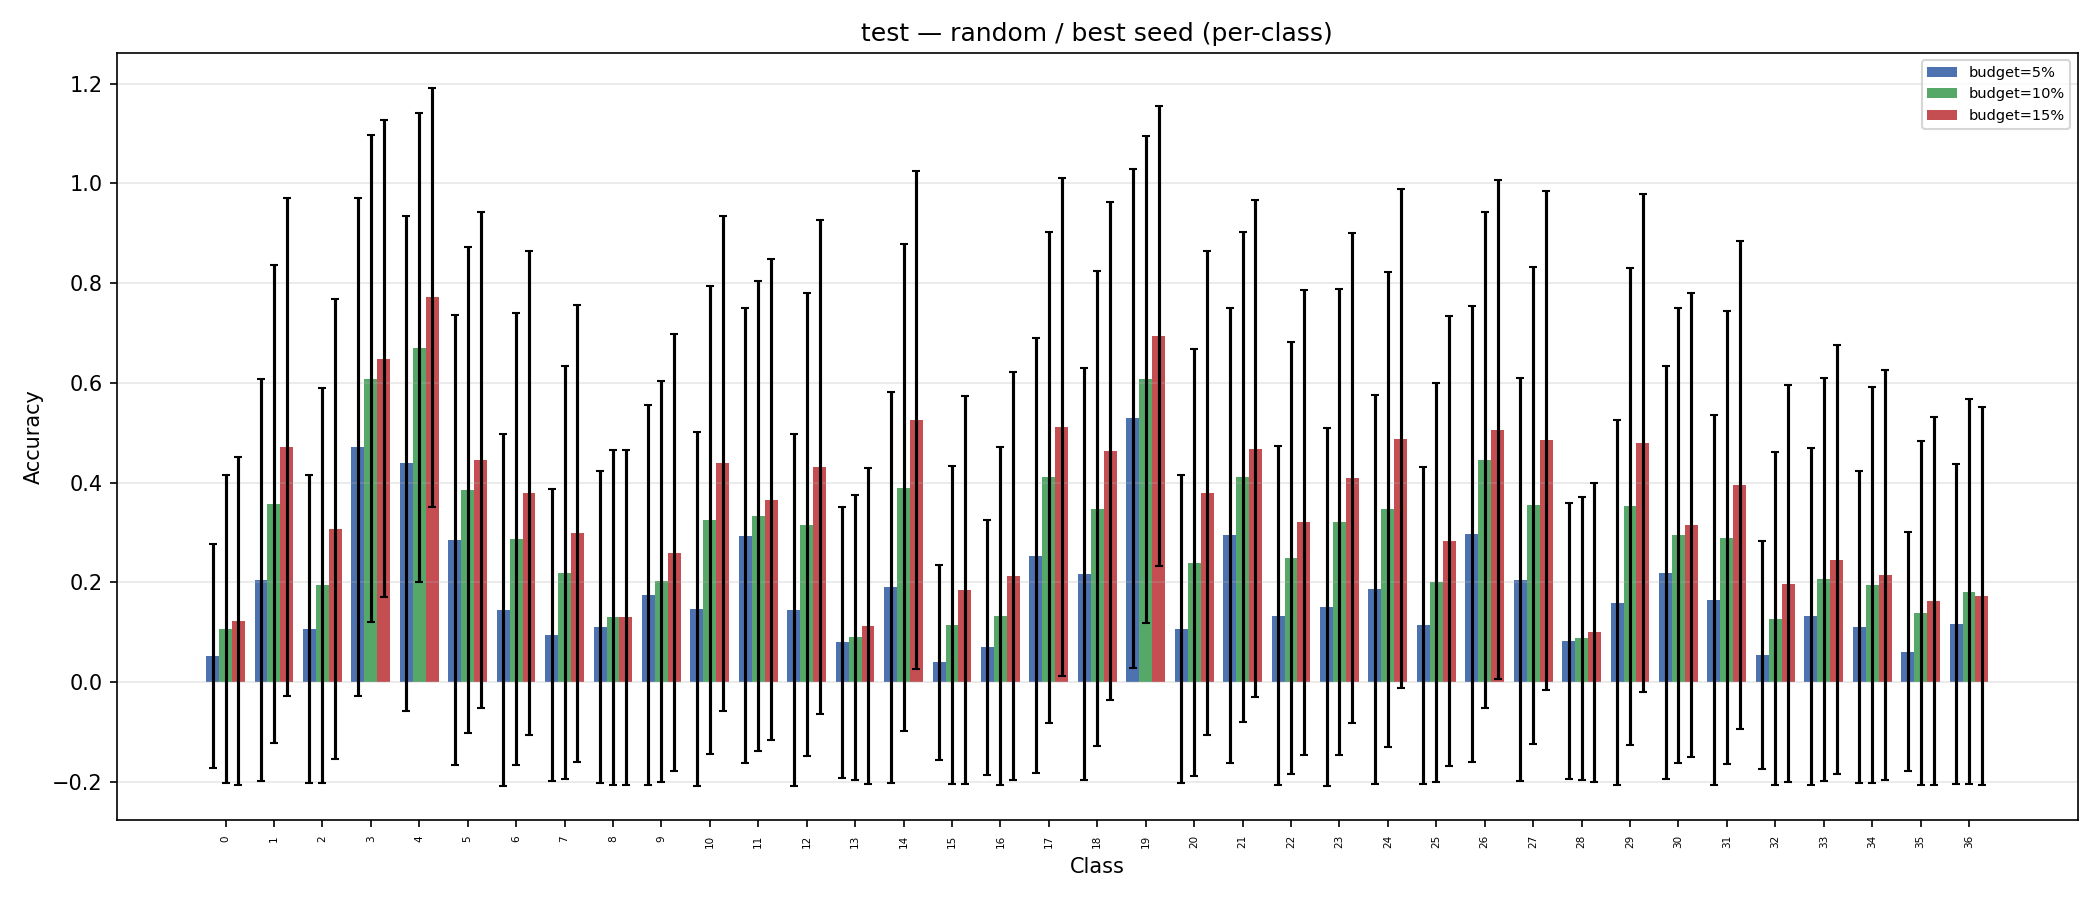 test — random / best seed (per-class)
budget=5%
budget=10%
budget=15%
Accuracy
1.2
1.0
0.8
0.6
0.4
0.2
0.0
−0.2
0 1 2 3 4 5 6 7 8 9 10 11 12 13 14 15 16 17 18 19 20 21 22 23 24 25 26 27 28 29 30 31 32 33 34 35 36
Class